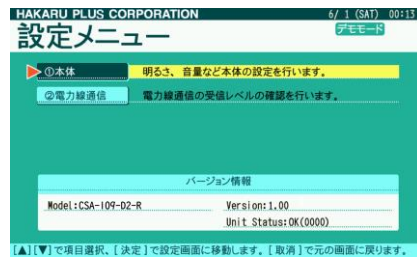 HAKARU PLUS CORPORATION 6/ 1 (SAT) 00:13
設定メニュー デモモード
①本体 明るさ、音量など本体の設定を行います。
②電力線通信 電力線通信の受信レベルの確認を行います。
バージョン情報
Model:CSA-109-D2-R Version:1.00
Unit Status:OK(0000)
[▲][▼]で項目選択、[決定]で設定画面に移動します。[取消]で元の画面に戻ります。